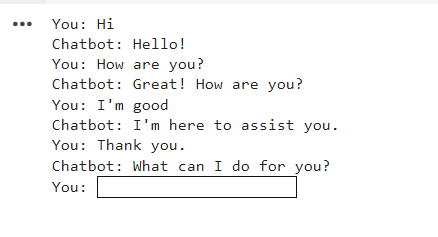 You: Hi
Chatbot: Hello!
You: How are you?
Chatbot: Great! How are you?
You: I'm good
Chatbot: I'm here to assist you.
You: Thank you.
Chatbot: What can I do for you?
You: